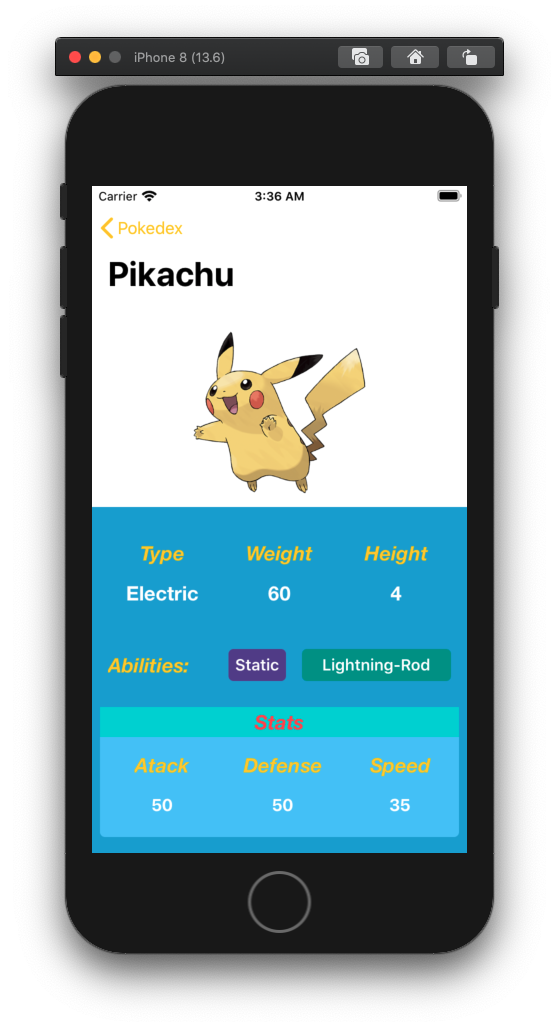 iPhone 8 (13.6)
Carrier 3:36 AM
Pokedex
Pikachu
Type Weight Height
Electric 60 4
Abilities: Static Lightning-Rod
Stats
Atack Defense Speed
50 50 35